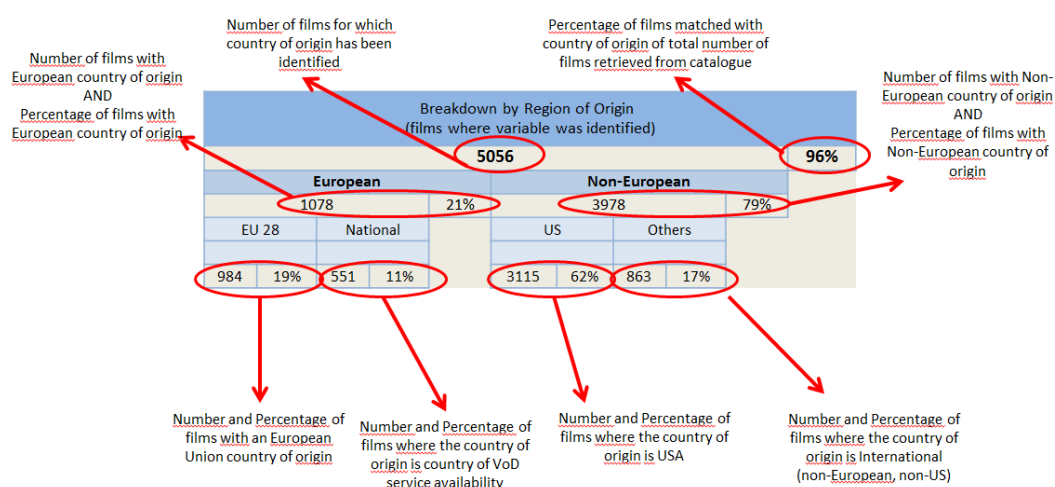 Number of films for which
country of origin has been
identified
Percentage of films matched with
country of origin of total number of
films retrieved from catalogue
Number of films with
European country of origin
AND
Percentage of films with
European country of origin
Number of films with Non-
European country of origin
AND
Percentage of films with
Non-European country of
origin
Breakdown by Region of Origin
(films where variable was identified)
5056 96%
European Non-European
1078 21% 3978 79%
EU 28 National US Others
984 19% 551 11% 3115 62% 863 17%
Number and Percentage of
films with an European
Union country of origin
Number and Percentage of
films where the country of
origin is country of VoD
service availability
Number and Percentage of
films where the country of
origin is USA
Number and Percentage of
films where the country of
origin is International
(non-European, non-US)